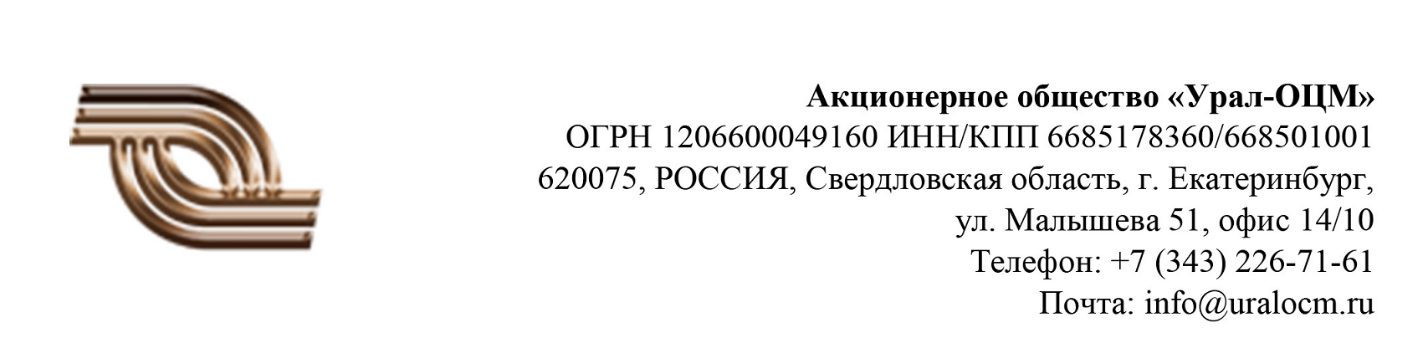 Акционерное общество «Урал-ОЦМ»
ОГРН 1206600049160 ИНН/КПП 6685178360/668501001
620075, РОССИЯ, Свердловская область, г. Екатеринбург,
ул. Малышева 51, офис 14/10
Телефон: +7 (343) 226-71-61
Почта: info@uralocm.ru